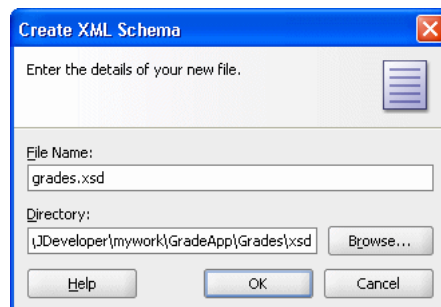 Create XML Schema
Enter the details of your new file.
File Name:
grades.xsd
Directory:
\JDeveloper\mywork\GradeApp\Grades\xsd
Browse...
Help
OK
Cancel